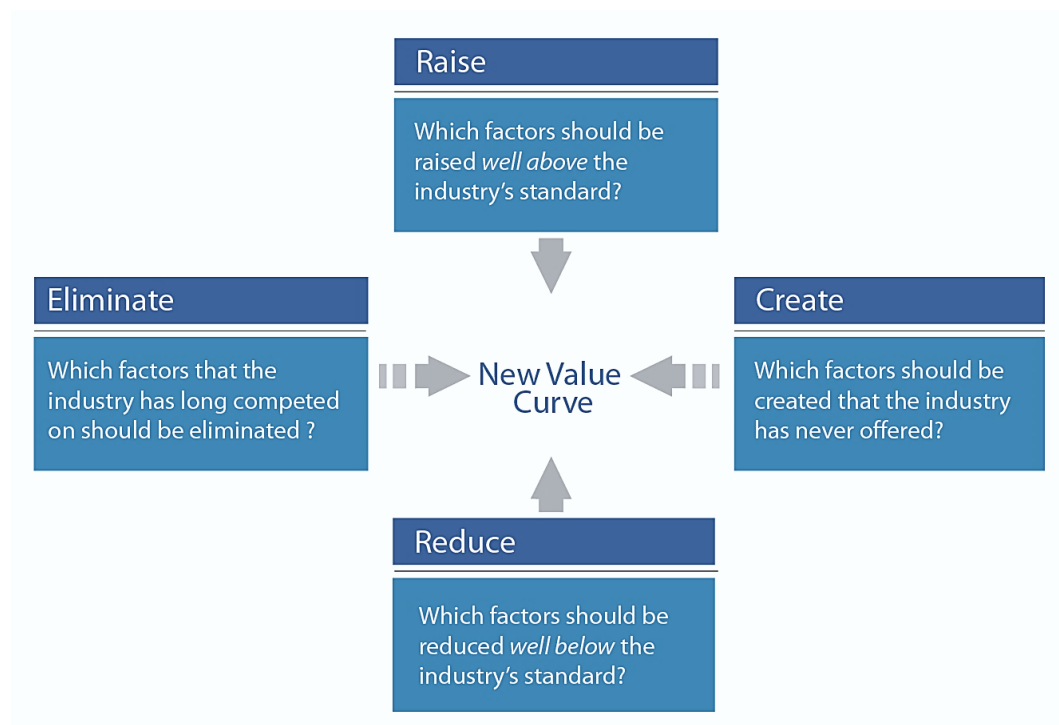 Raise
Which factors should be
raised well above the
industry's standard?
Eliminate
Which factors that the
industry has long competed
on should be eliminated ?
New Value
Curve
Create
Which factors should be
created that the industry
has never offered?
Reduce
Which factors should be
reduced well below the
industry's standard?